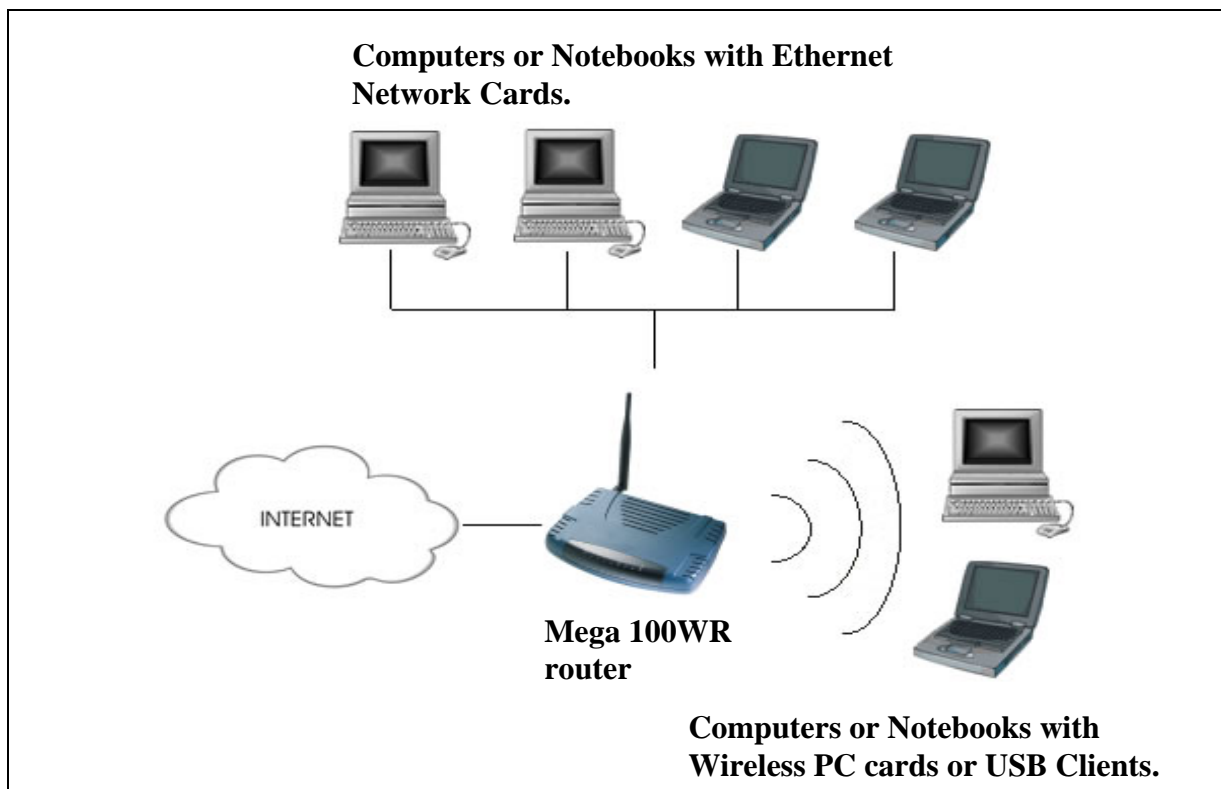 Computers or Notebooks with Ethernet
Network Cards.
INTERNET
Mega 100WR
router
Computers or Notebooks with
Wireless PC cards or USB Clients.